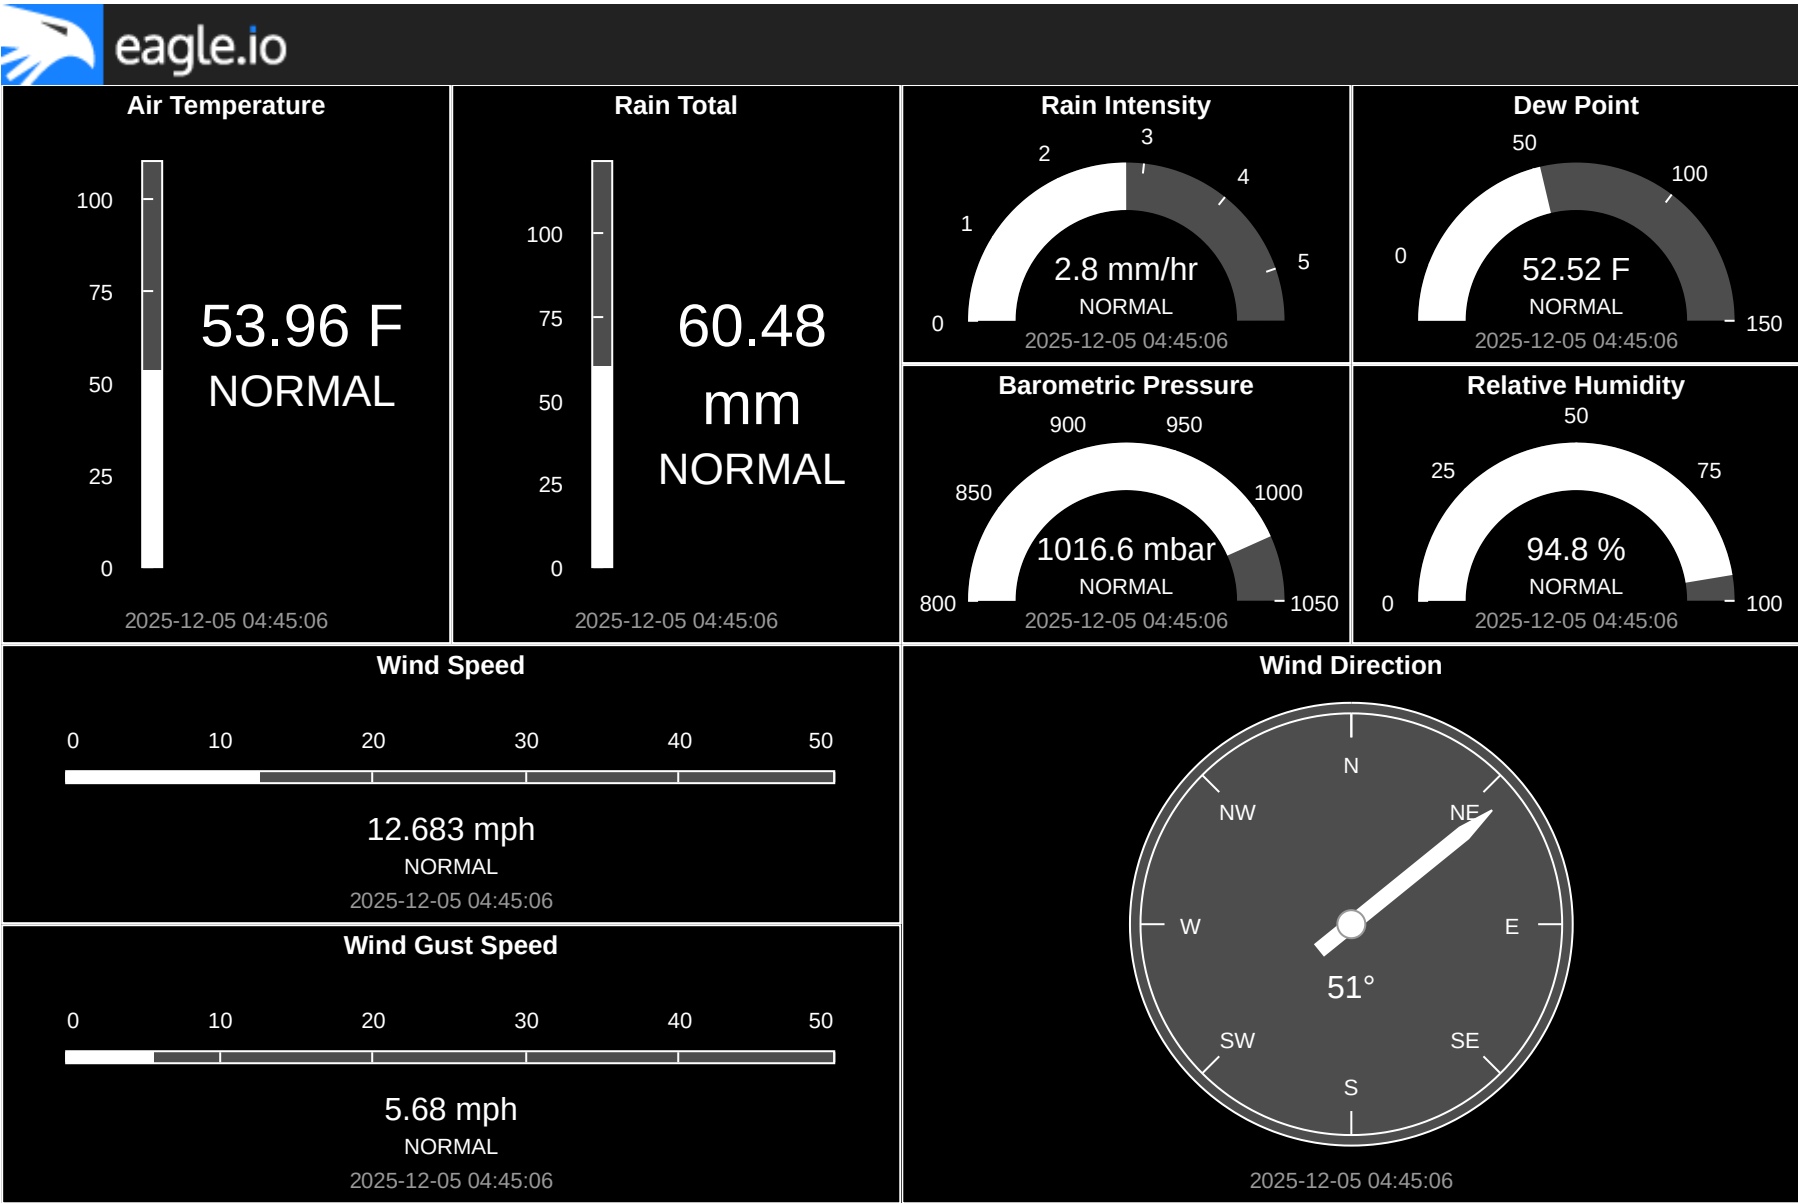 eagle.io
Air Temperature
100
75
50
25
0
53.96 F
NORMAL
2025-12-05 04:45:06
Rain Total
100
75
50
25
0
60.48
mm
NORMAL
2025-12-05 04:45:06
Rain Intensity
0
1
2
3
4
5
2.8 mm/hr
NORMAL
2025-12-05 04:45:06
Dew Point
0
50
100
150
52.52 F
NORMAL
2025-12-05 04:45:06
Barometric Pressure
800
850
900
950
1000
1050
1016.6 mbar
NORMAL
2025-12-05 04:45:06
Relative Humidity
0
25
50
75
100
94.8 %
NORMAL
2025-12-05 04:45:06
Wind Speed
0 10 20 30 40 50
12.683 mph
NORMAL
2025-12-05 04:45:06
Wind Gust Speed
0 10 20 30 40 50
5.68 mph
NORMAL
2025-12-05 04:45:06
Wind Direction
N
NW NE
W E
51°
SW SE
S
2025-12-05 04:45:06